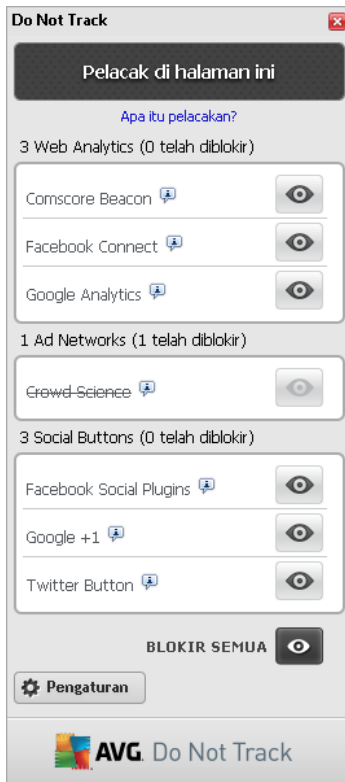 Do Not Track
Pelacak di halaman ini
Apa itu pelacakan?
3 Web Analytics (0 telah diblokir)
Comscore Beacon
Facebook Connect
Google Analytics
1 Ad Networks (1 telah diblokir)
Crowd Science
3 Social Buttons (0 telah diblokir)
Facebook Social Plugins
Google +1
Twitter Button
BLOKIR SEMUA
Pengaturan
AVG. Do Not Track